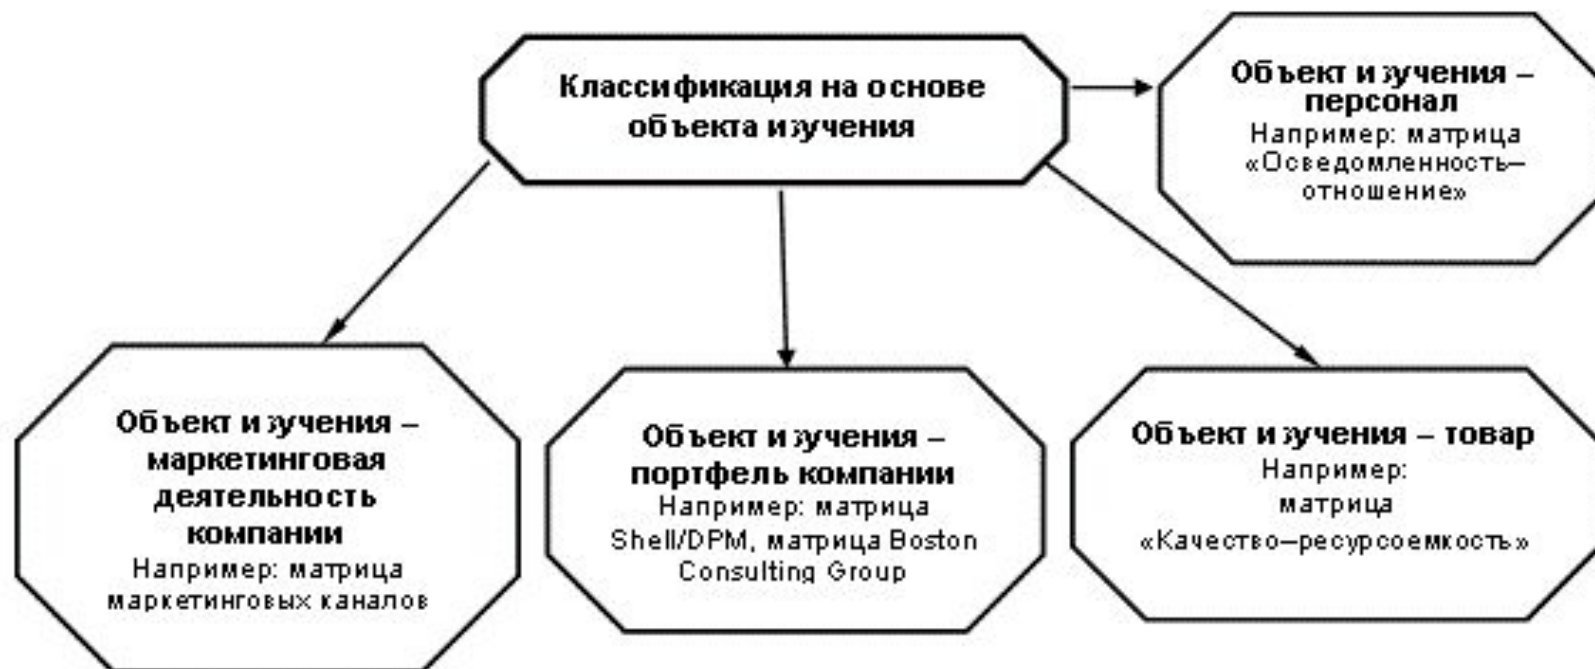 Классификация на основе
объекта изучения
Объект изучения –
персонал
Например: матрица
«Осведомленность–
отношение»
Объект изучения –
маркетинговая
деятельность
компании
Например: матрица
маркетинговых каналов
Объект изучения –
портфель компании
Например: матрица
Shell/DPM, матрица Boston
Consulting Group
Объект изучения – товар
Например:
матрица
«Качество–ресурсоемкость»